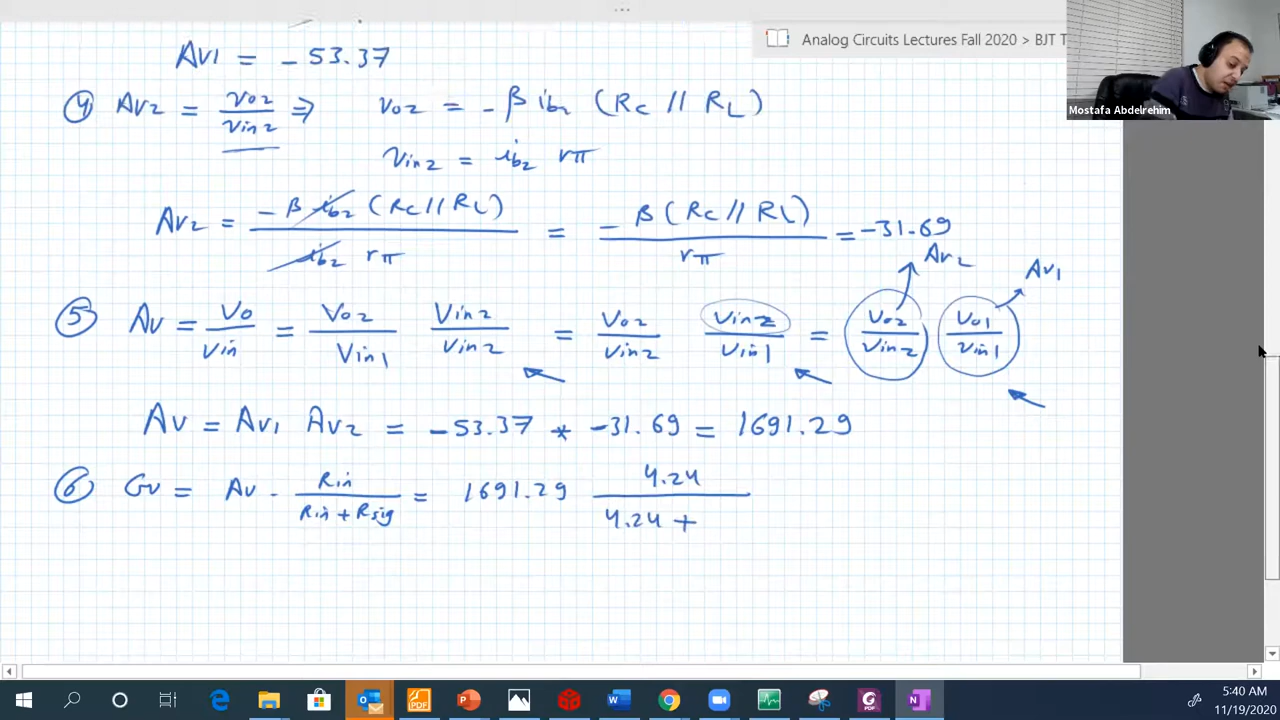 Analog Circuits Lectures Fall 2020 > BJT T
Mostafa Abdelrehim
Av1 = - 53.37
④ Av2 = vo2/vin2 ⇒ vo2 = - β ib2 (Rc // RL)
vin2 = ib2 rπ
Av2 = - β ib2 (Rc // RL) / ib2 rπ = - β (Rc // RL) / rπ = -31.69
Av2
Av1
⑤ Av = Vo/Vin = Vo2/Vin1 Vin2/Vin2 = Vo2/Vin2 Vin2/Vin1 = Vo2/Vin2 Vo1/Vin1
Av = Av1 Av2 = -53.37 * -31.69 = 1691.29
⑥ Gv = Av · Rin / Rin + Rsig = 1691.29 4.24 / 4.24 +
5:40 AM
11/19/2020